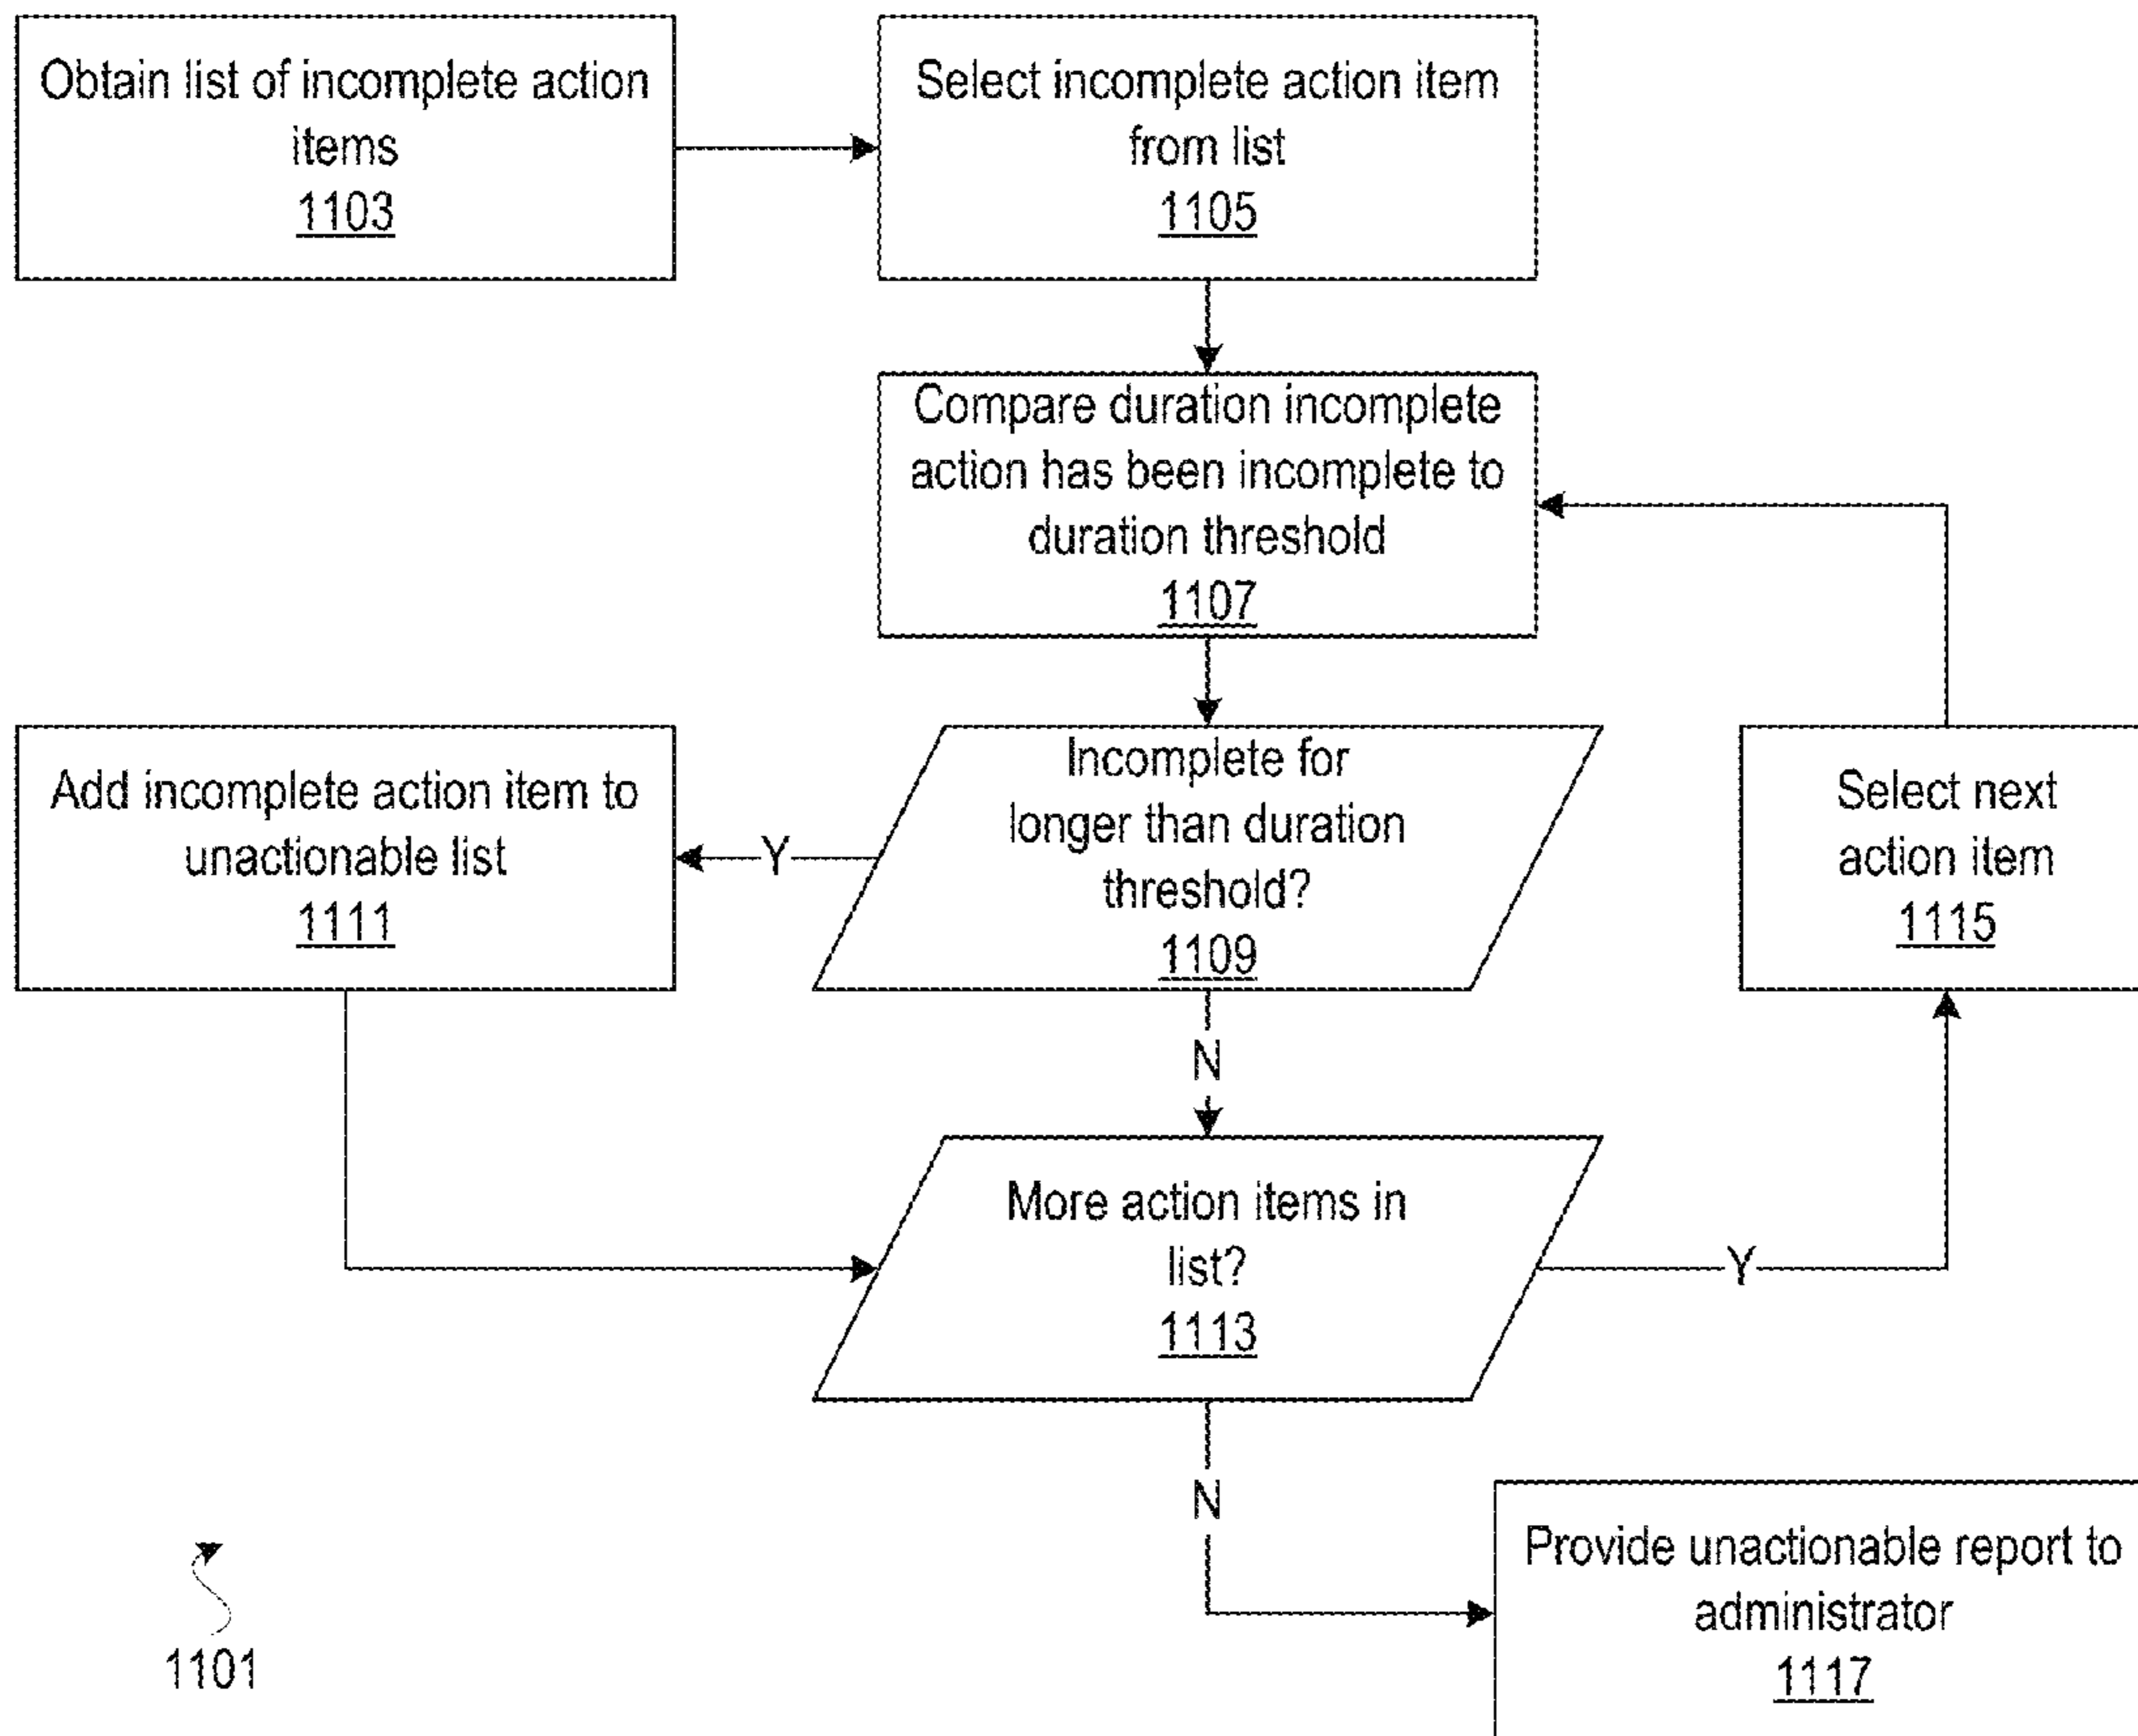 Obtain list of incomplete action
items
1103
Select incomplete action item
from list
1105
Compare duration incomplete
action has been incomplete to
duration threshold
1107
Incomplete for
longer than duration
threshold?
1109
Y
Add incomplete action item to
unactionable list
1111
Select next
action item
1115
N
More action items in
list?
1113
Y
N
Provide unactionable report to
administrator
1117
1101